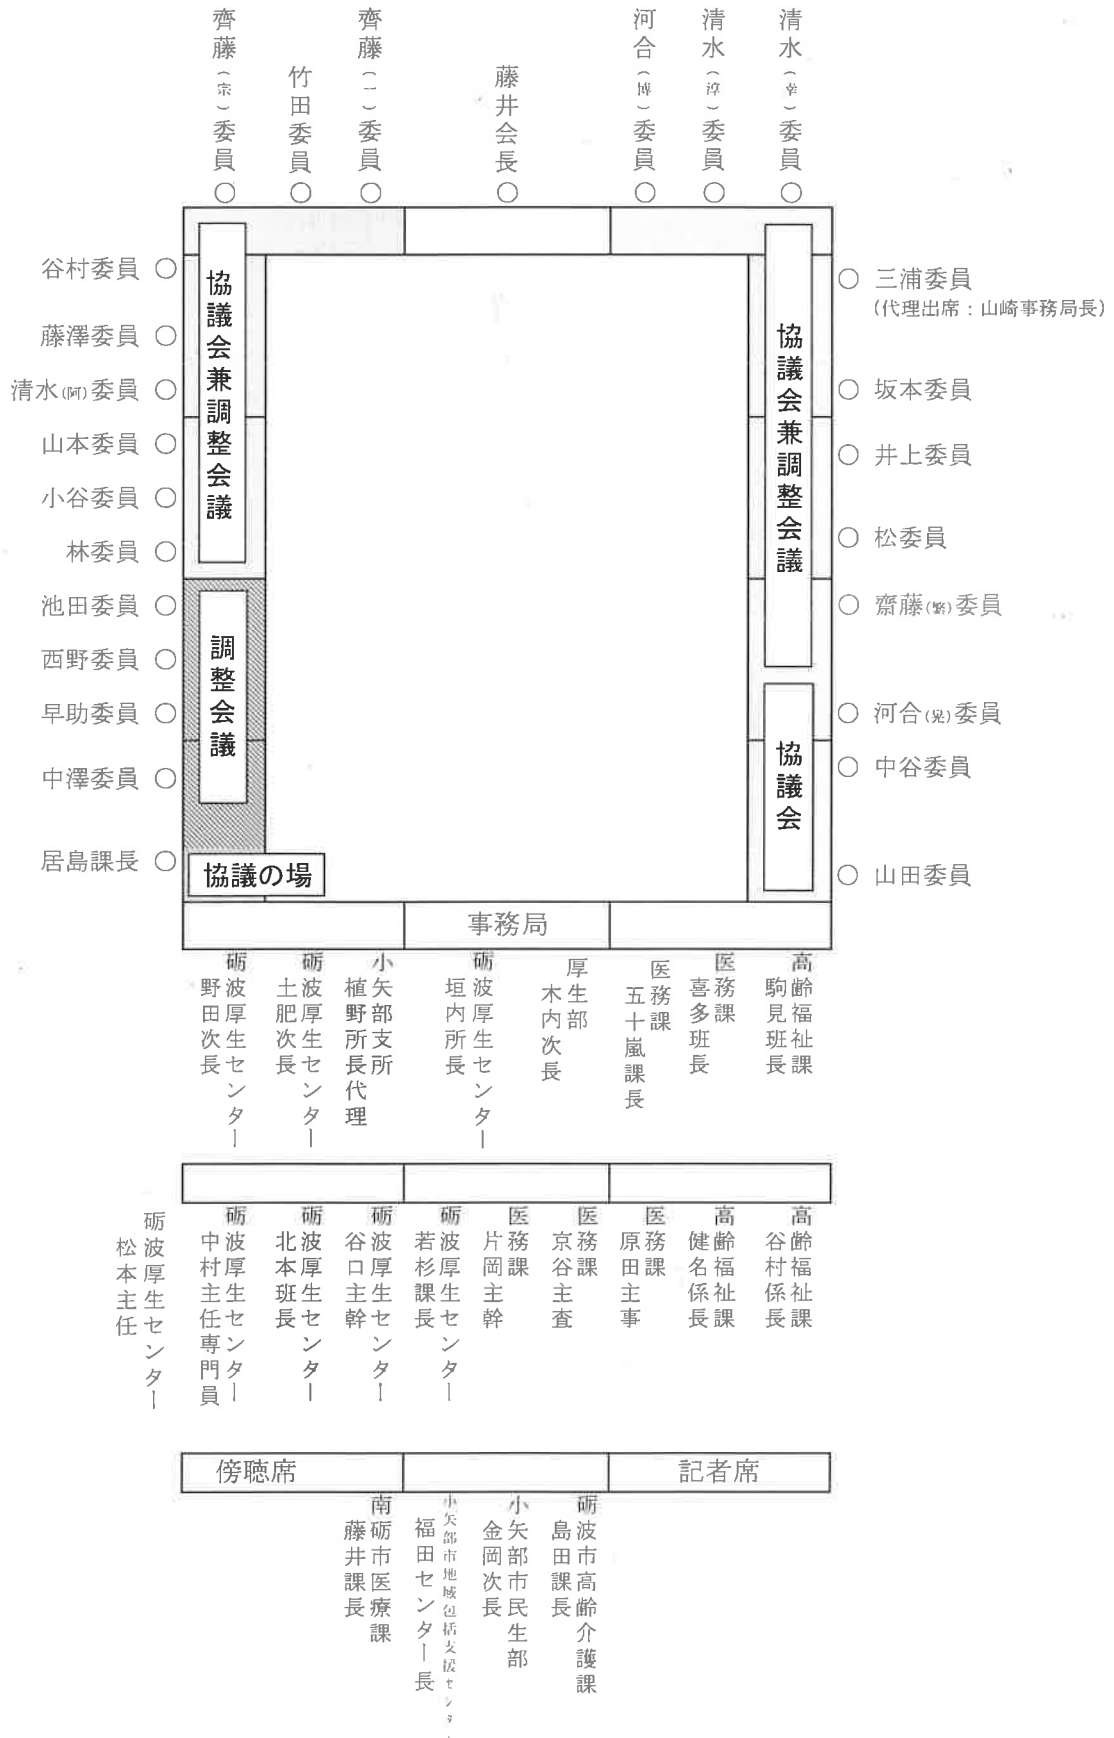 齊藤(宗)委員
竹田委員
齊藤(一)委員
藤井会長
河合(博)委員
清水(淳)委員
清水(幸)委員
谷村委員
藤澤委員
清水(阿)委員
山本委員
小谷委員
林委員
池田委員
西野委員
早助委員
中澤委員
居島課長
協議会兼調整会議
調整会議
協議の場
協議会兼調整会議
協議会
三浦委員
(代理出席：山崎事務局長)
坂本委員
井上委員
松委員
齋藤(繁)委員
河合(晃)委員
中谷委員
山田委員
事務局
砺波厚生センター
野田次長
砺波厚生センター
土肥次長
小矢部支所
植野所長代理
砺波厚生センター
垣内所長
厚生部
木内次長
医務課
五十嵐課長
医務課
喜多班長
高齢福祉課
駒見班長
砺波厚生センター
松本主任
砺波厚生センター
中村主任専門員
砺波厚生センター
北本班長
砺波厚生センター
谷口主幹
砺波厚生センター
若杉課長
医務課
片岡主幹
医務課
京谷主査
医務課
原田主事
高齢福祉課
健名係長
高齢福祉課
谷村係長
傍聴席
記者席
南砺市医療課
藤井課長
小矢部市地域包括支援センター
福田センター長
小矢部市民生部
金岡次長
砺波市高齢介護課
島田課長